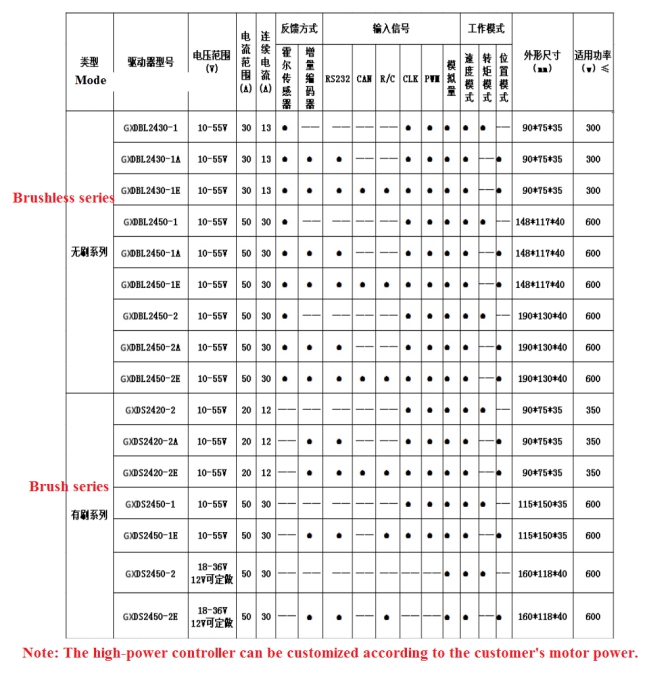 类型
Mode
驱动器型号
电压范围
(V)
电流范围(A)
连续电流(A)
反馈方式
霍尔传感器
增量编码器
输入信号
RS232 CAN R/C CLK PWM 模拟量
工作模式
速度模式
转矩模式
位置模式
外形尺寸
(mm)
适用功率
(w) ≤
Brushless series
无刷系列
GXDBL2430-1 10-55V 30 13 ● —— —— —— —— ● ● ● ● ● —— 90*75*35 300
GXDBL2430-1A 10-55V 30 13 ● ● ● —— —— ● ● ● ● —— ● 90*75*35 300
GXDBL2430-1E 10-55V 30 13 ● ● ● ● ● ● ● ● ● —— ● 90*75*35 300
GXDBL2450-1 10-55V 50 30 ● —— —— —— —— ● ● ● ● ● —— 148*117*40 600
GXDBL2450-1A 10-55V 50 30 ● ● ● —— —— ● ● ● ● —— ● 148*117*40 600
GXDBL2450-1E 10-55V 50 30 ● ● ● ● ● ● ● ● ● —— ● 148*117*40 600
GXDBL2450-2 10-55V 50 30 ● —— —— —— —— ● ● ● ● ● —— 190*130*40 600
GXDBL2450-2A 10-55V 50 30 ● ● ● —— —— ● ● ● ● —— ● 190*130*40 600
GXDBL2450-2E 10-55V 50 30 ● ● ● ● ● ● ● ● ● —— ● 190*130*40 600
Brush series
有刷系列
GXDS2420-2 10-55V 20 12 —— —— —— —— —— ● ● ● ● ● —— 90*75*35 350
GXDS2420-2A 10-55V 20 12 —— ● ● —— —— ● ● ● ● —— ● 90*75*35 350
GXDS2420-2E 10-55V 20 12 —— ● ● ● ● ● ● ● ● —— ● 90*75*35 350
GXDS2450-1 10-55V 50 30 —— —— —— —— —— ● ● ● ● ● —— 115*150*35 600
GXDS2450-1E 10-55V 50 30 —— ● ● —— ● ● ● ● ● —— ● 115*150*35 600
GXDS2450-2 18-36V 12V可定做 50 30 —— —— —— —— —— —— —— ● ● ● —— 160*118*40 600
GXDS2450-2E 18-36V 12V可定做 50 30 —— ● ● —— ● —— —— ● ● —— ● 160*118*40 600
Note: The high-power controller can be customized according to the customer's motor power.